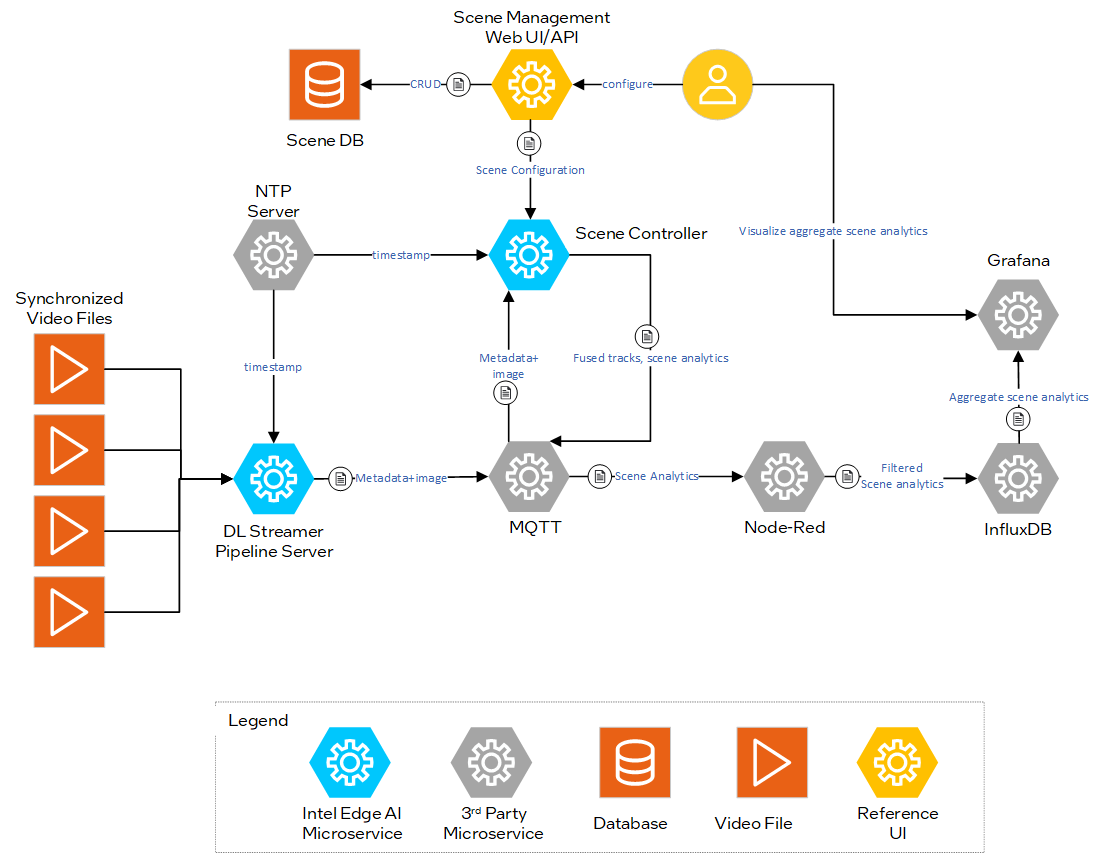 Scene Management
Web UI/API
CRUD
configure
Scene DB
Scene Configuration
NTP
Server
timestamp
Scene Controller
Visualize aggregate scene analytics
Grafana
Synchronized
Video Files
timestamp
Metadata+
image
Fused tracks, scene analytics
Aggregate scene analytics
Metadata+image
Scene Analytics
Filtered
Scene analytics
DL Streamer
Pipeline Server
MQTT
Node-Red
InfluxDB
Legend
Intel Edge AI
Microservice
3rd Party
Microservice
Database
Video File
Reference
UI